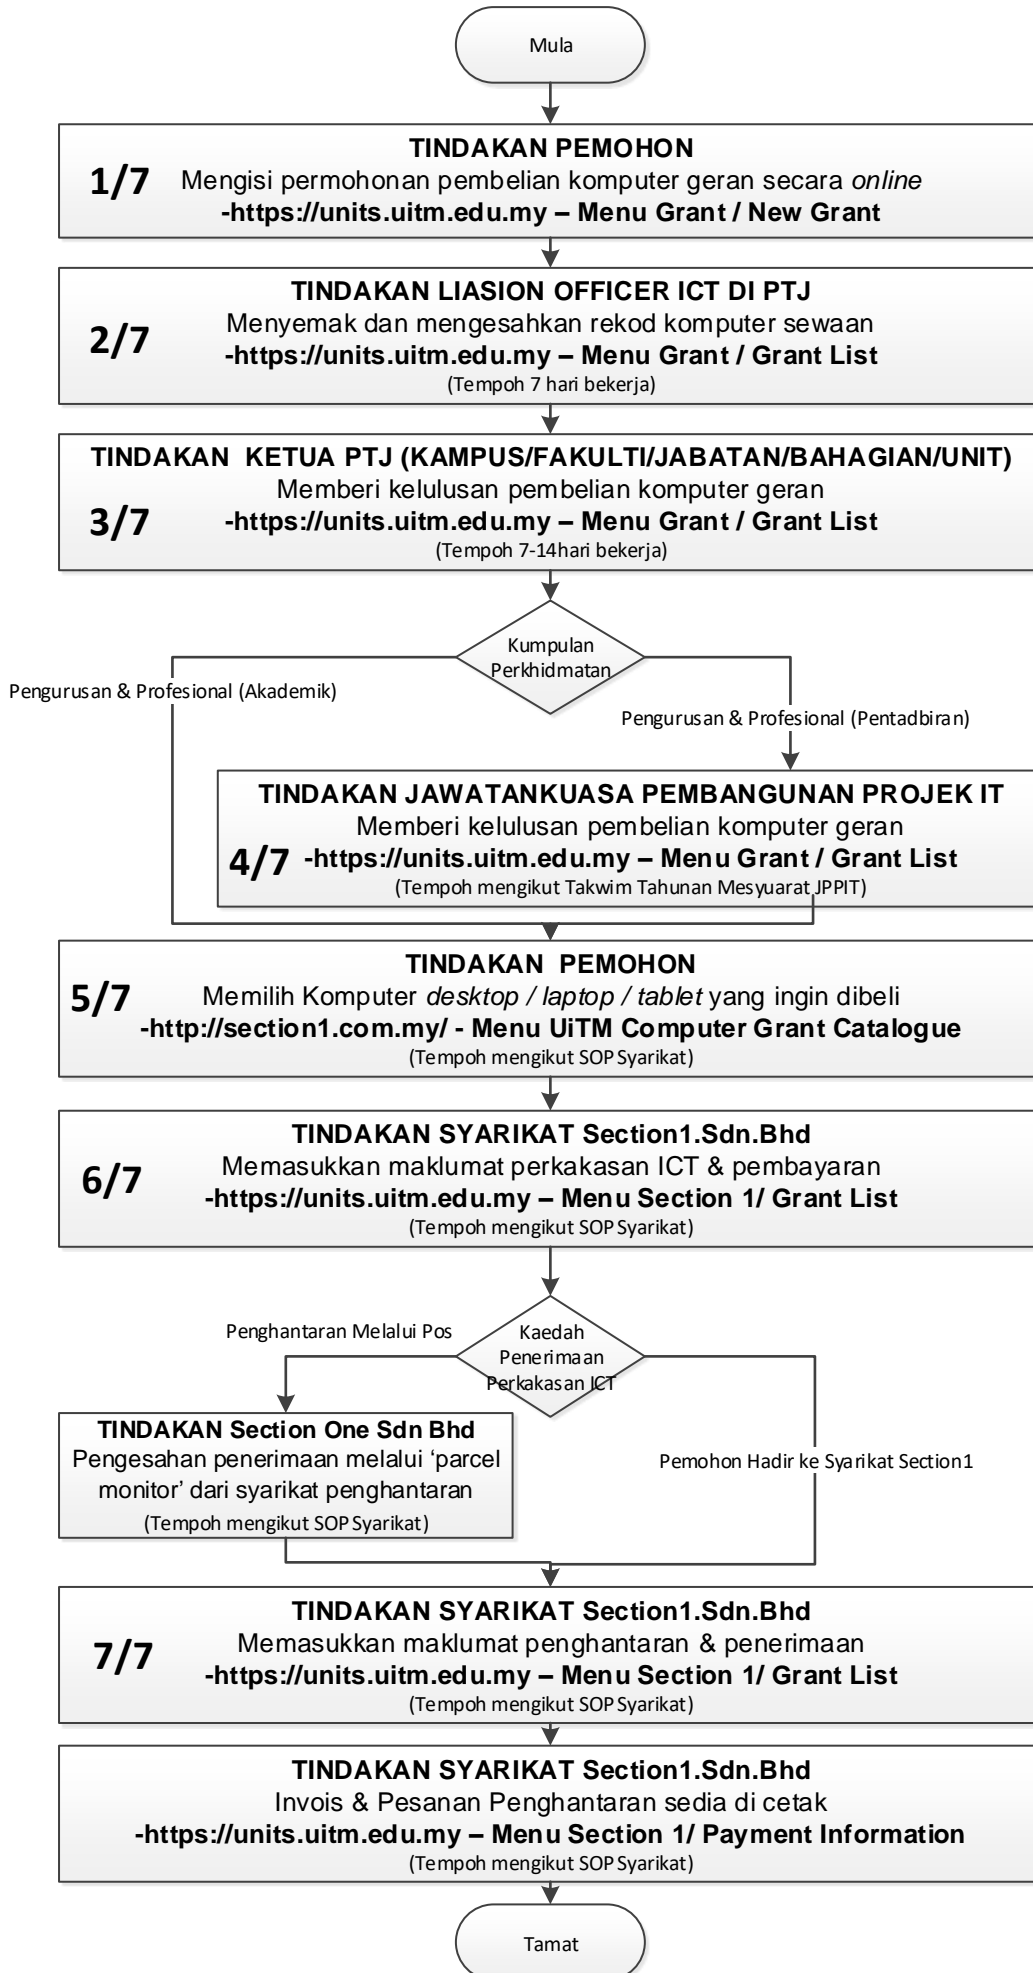 Mula
TINDAKAN PEMOHON
1/7
Mengisi permohonan pembelian komputer geran secara online
-https://units.uitm.edu.my – Menu Grant / New Grant
TINDAKAN LIASION OFFICER ICT DI PTJ
2/7
Menyemak dan mengesahkan rekod komputer sewaan
-https://units.uitm.edu.my – Menu Grant / Grant List
(Tempoh 7 hari bekerja)
TINDAKAN KETUA PTJ (KAMPUS/FAKULTI/JABATAN/BAHAGIAN/UNIT)
3/7
Memberi kelulusan pembelian komputer geran
-https://units.uitm.edu.my – Menu Grant / Grant List
(Tempoh 7-14hari bekerja)
Kumpulan
Perkhidmatan
Pengurusan & Profesional (Akademik)
Pengurusan & Profesional (Pentadbiran)
TINDAKAN JAWATANKUASA PEMBANGUNAN PROJEK IT
Memberi kelulusan pembelian komputer geran
4/7
-https://units.uitm.edu.my – Menu Grant / Grant List
(Tempoh mengikut Takwim Tahunan Mesyuarat JPPIT)
TINDAKAN PEMOHON
5/7
Memilih Komputer desktop / laptop / tablet yang ingin dibeli
-http://section1.com.my/ - Menu UiTM Computer Grant Catalogue
(Tempoh mengikut SOP Syarikat)
TINDAKAN SYARIKAT Section1.Sdn.Bhd
6/7
Memasukkan maklumat perkakasan ICT & pembayaran
-https://units.uitm.edu.my – Menu Section 1/ Grant List
(Tempoh mengikut SOP Syarikat)
Penghantaran Melalui Pos
Kaedah
Penerimaan
Perkakasan ICT
TINDAKAN Section One Sdn Bhd
Pengesahan penerimaan melalui ‘parcel
monitor’ dari syarikat penghantaran
(Tempoh mengikut SOP Syarikat)
Pemohon Hadir ke Syarikat Section1
TINDAKAN SYARIKAT Section1.Sdn.Bhd
7/7
Memasukkan maklumat penghantaran & penerimaan
-https://units.uitm.edu.my – Menu Section 1/ Grant List
(Tempoh mengikut SOP Syarikat)
TINDAKAN SYARIKAT Section1.Sdn.Bhd
Invois & Pesanan Penghantaran sedia di cetak
-https://units.uitm.edu.my – Menu Section 1/ Payment Information
(Tempoh mengikut SOP Syarikat)
Tamat